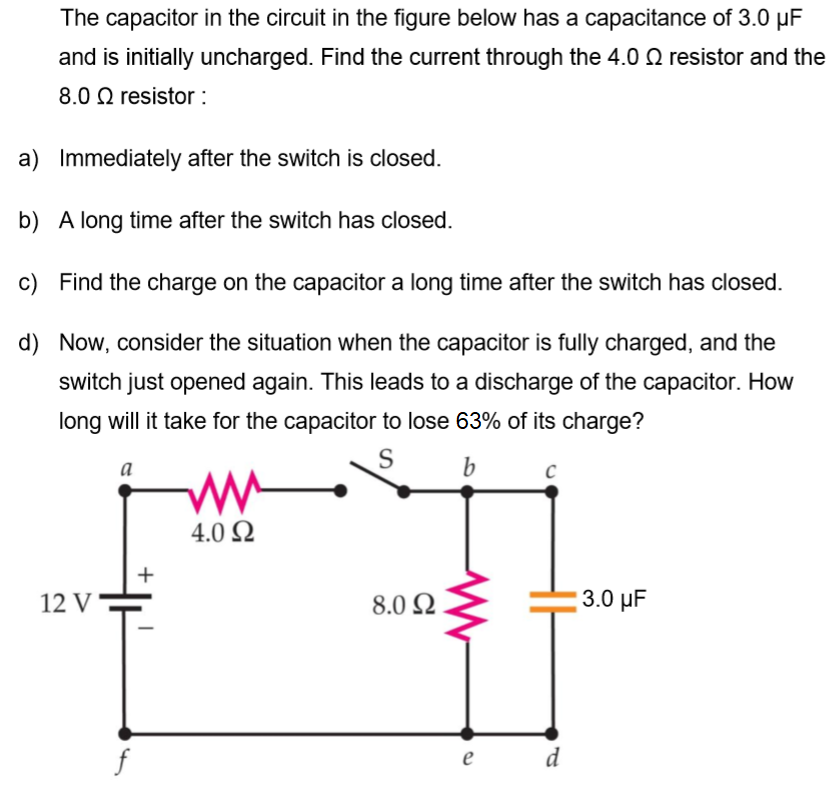 The capacitor in the circuit in the figure below has a capacitance of 3.0 µF
and is initially uncharged. Find the current through the 4.0 Ω resistor and the
8.0 Ω resistor :
a) Immediately after the switch is closed.
b) A long time after the switch has closed.
c) Find the charge on the capacitor a long time after the switch has closed.
d) Now, consider the situation when the capacitor is fully charged, and the
switch just opened again. This leads to a discharge of the capacitor. How
long will it take for the capacitor to lose 63% of its charge?
a
S
b
c
4.0 Ω
+
12 V
8.0 Ω
3.0 µF
f
e
d